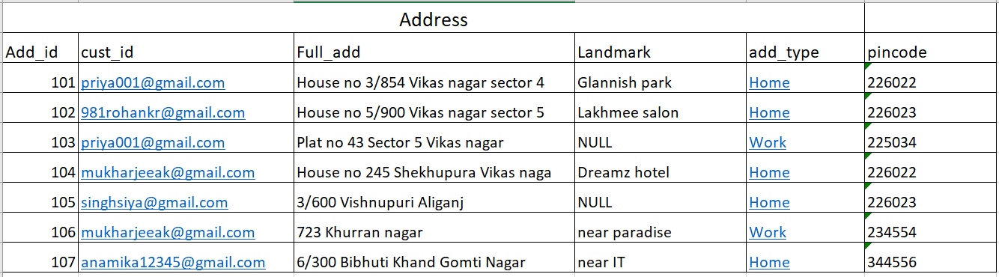 Address
Add_id cust_id Full_add Landmark add_type pincode
101 priya001@gmail.com House no 3/854 Vikas nagar sector 4 Glannish park Home 226022
102 981rohankr@gmail.com House no 5/900 Vikas nagar sector 5 Lakhmee salon Home 226023
103 priya001@gmail.com Plat no 43 Sector 5 Vikas nagar NULL Work 225034
104 mukharjeeak@gmail.com House no 245 Shekhupura Vikas naga Dreamz hotel Home 226022
105 singhsiya@gmail.com 3/600 Vishnupuri Aliganj NULL Home 226023
106 mukharjeeak@gmail.com 723 Khurran nagar near paradise Work 234554
107 anamika12345@gmail.com 6/300 Bibhuti Khand Gomti Nagar near IT Home 344556